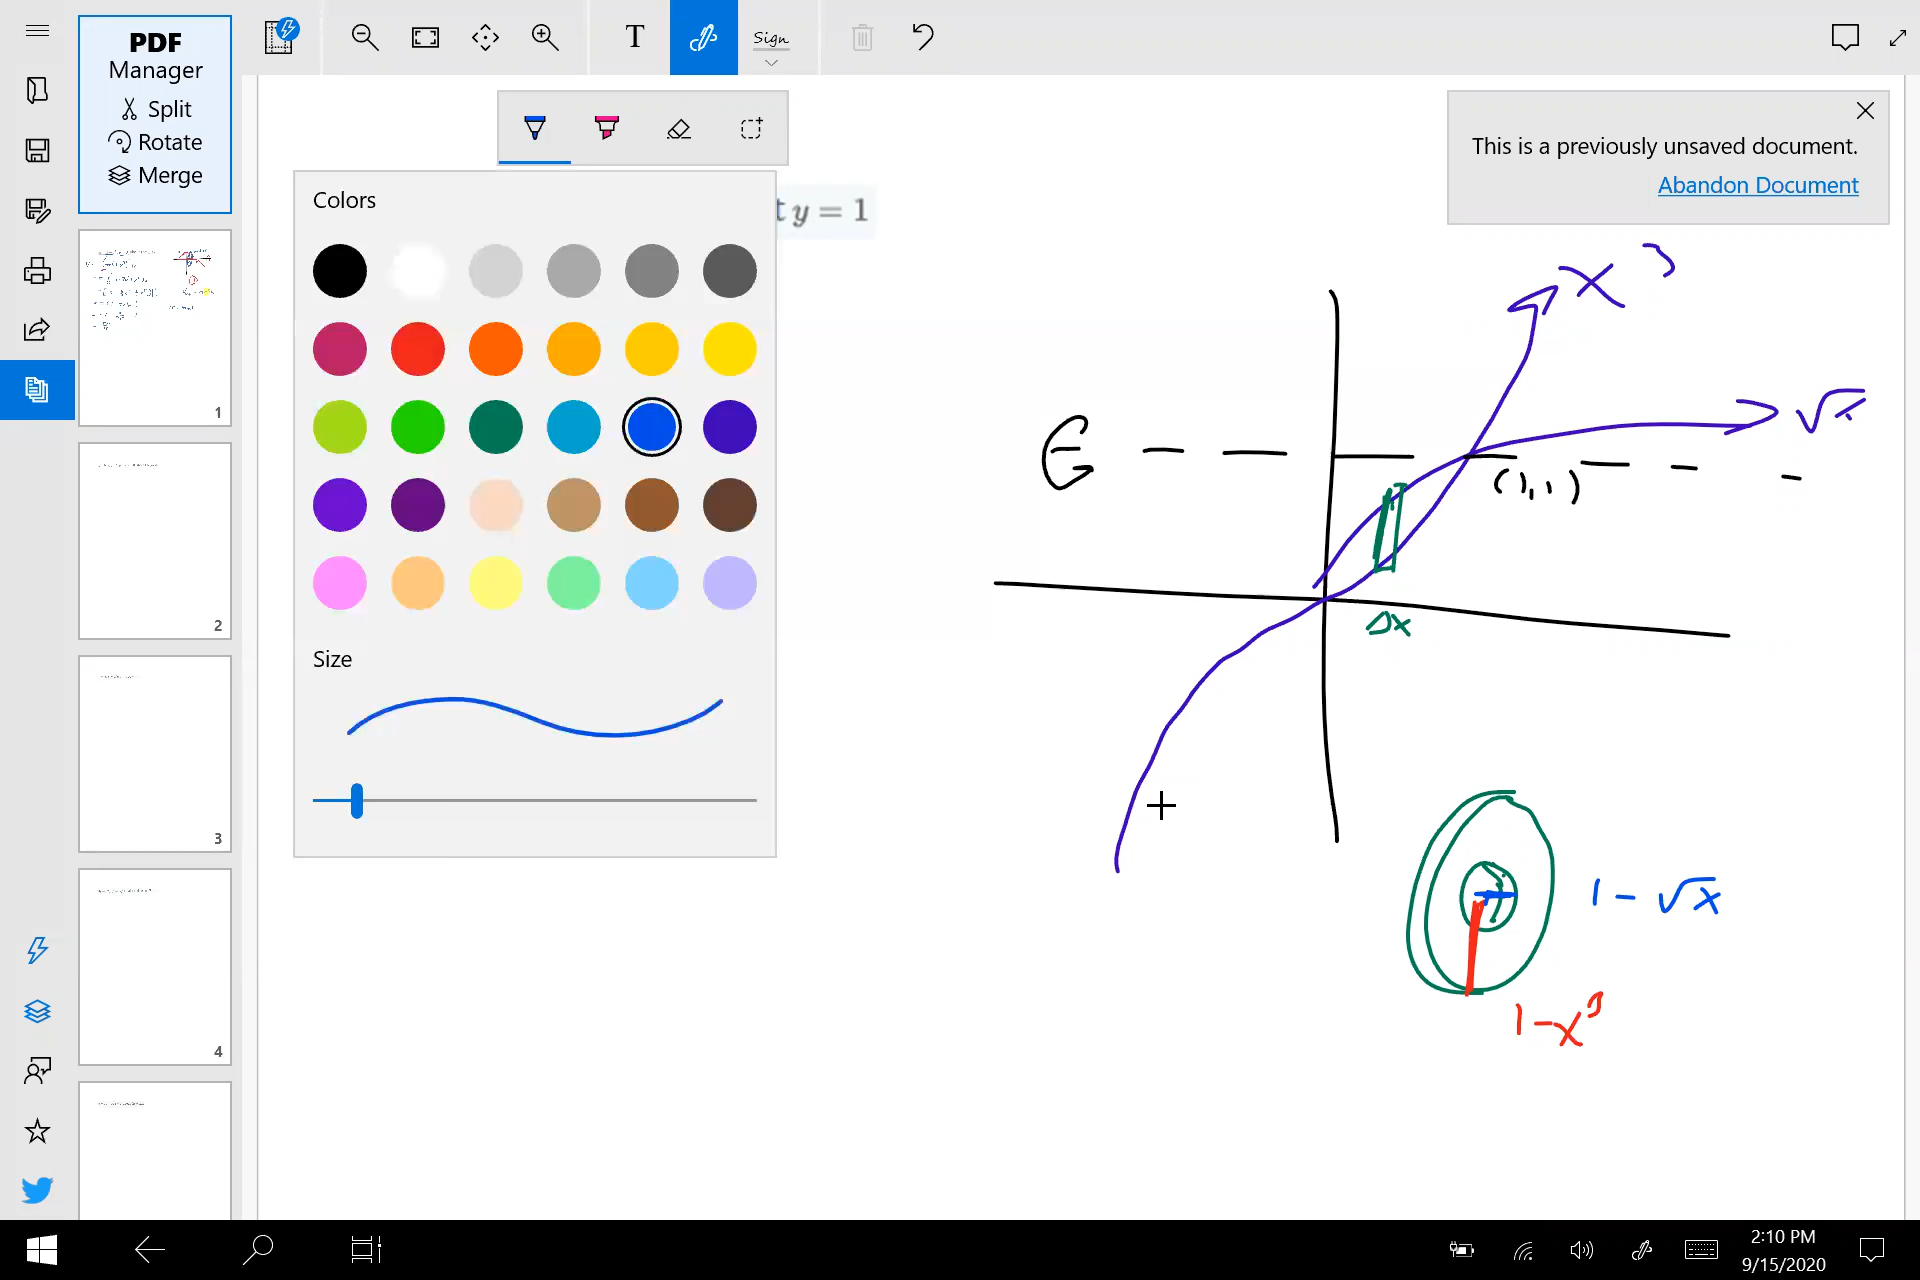 PDF
Manager
Split
Rotate
Merge
T
Sign
This is a previously unsaved document.
Abandon Document
Colors
t y = 1
x³
√x
(1,1)
Δx
Size
1 - √x
1-x³
1
2
3
4
2:10 PM
9/15/2020